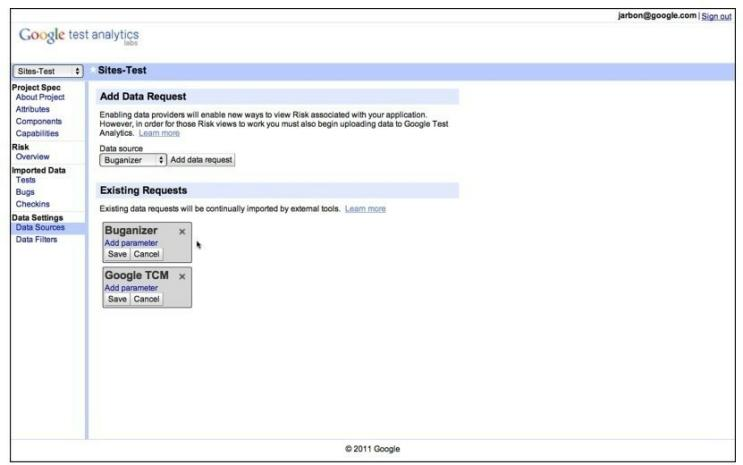 jarbon@google.com | Sign out
Google test analytics
labs
Sites-Test
Sites-Test
Project Spec
About Project
Attributes
Components
Capabilities
Risk
Overview
Imported Data
Tests
Bugs
Checkins
Data Settings
Data Sources
Data Filters
Add Data Request
Enabling data providers will enable new ways to view Risk associated with your application.
However, in order for those Risk views to work you must also begin uploading data to Google Test
Analytics. Learn more
Data source
Buganizer Add data request
Existing Requests
Existing data requests will be continually imported by external tools. Learn more
Buganizer ×
Add parameter
Save Cancel
Google TCM ×
Add parameter
Save Cancel
© 2011 Google